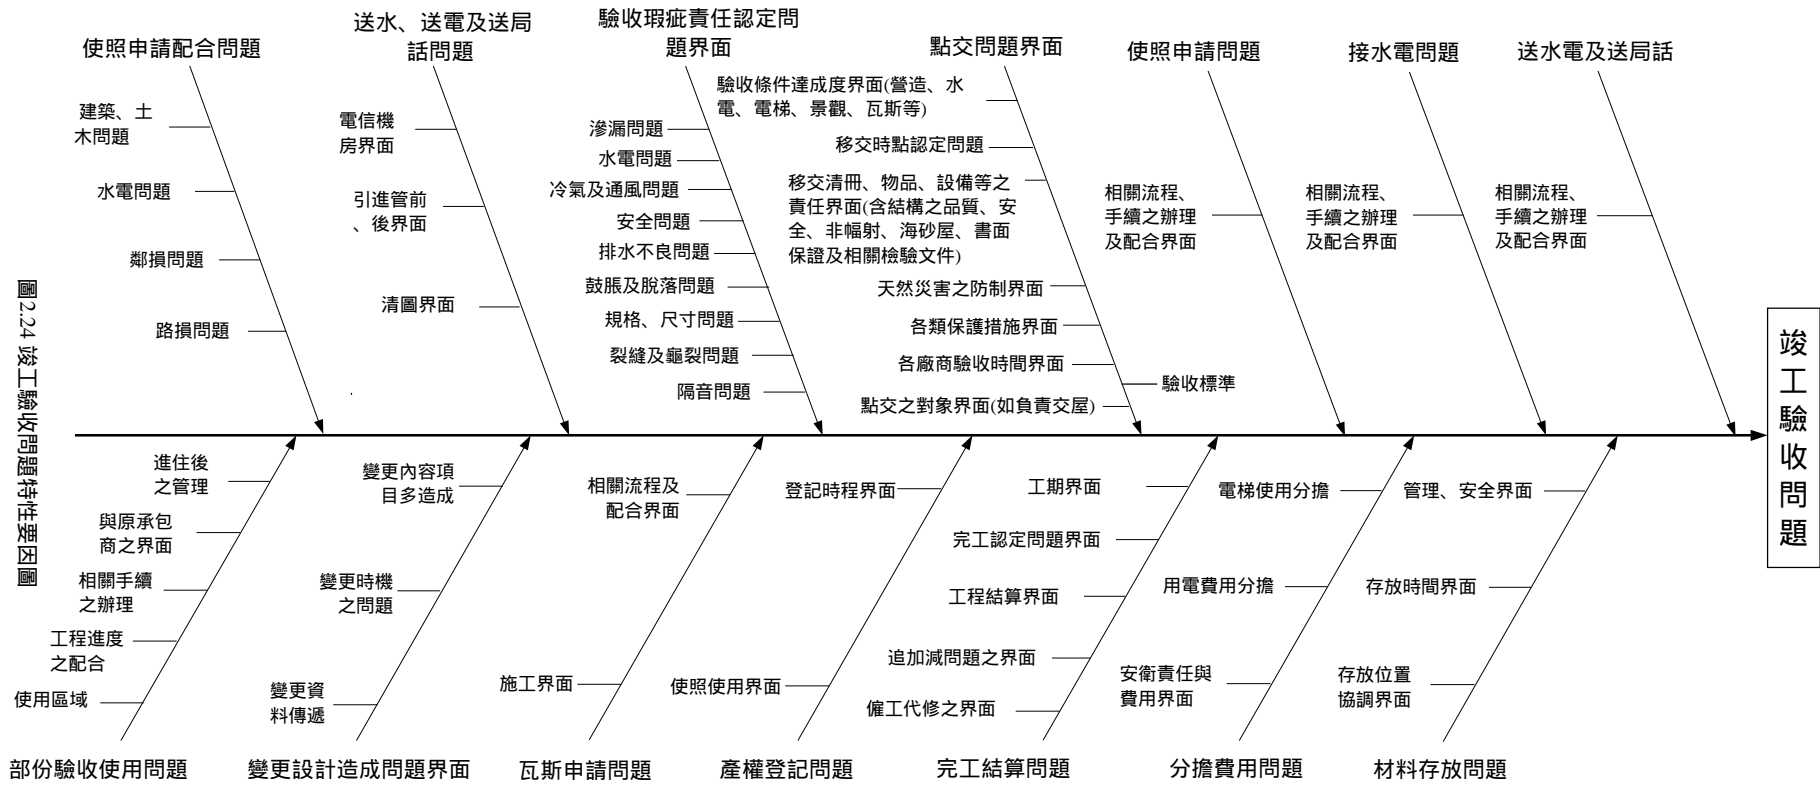 使照申請配合問題
建築、土
木問題
水電問題
鄰損問題
路損問題
送水、送電及送局
話問題
電信機
房界面
引進管前
、後界面
清圖界面
驗收瑕疵責任認定問
題界面
滲漏問題
水電問題
冷氣及通風問題
安全問題
排水不良問題
鼓脹及脫落問題
規格、尺寸問題
裂縫及龜裂問題
隔音問題
點交問題界面
驗收條件達成度界面(營造、水
電、電梯、景觀、瓦斯等)
移交時點認定問題
移交清冊、物品、設備等之
責任界面(含結構之品質、安
全、非幅射、海砂屋、書面
保證及相關檢驗文件)
天然災害之防制界面
各類保護措施界面
各廠商驗收時間界面
驗收標準
點交之對象界面(如負責交屋)
使照申請問題
相關流程、
手續之辦理
及配合界面
接水電問題
相關流程、
手續之辦理
及配合界面
送水電及送局話
相關流程、
手續之辦理
及配合界面
竣工驗收問題
進住後
之管理
與原承包
商之界面
相關手續
之辦理
工程進度
之配合
使用區域
部份驗收使用問題
變更內容項
目多造成
變更時機
之問題
變更資
料傳遞
變更設計造成問題界面
相關流程及
配合界面
施工界面
瓦斯申請問題
登記時程界面
使照使用界面
產權登記問題
工期界面
完工認定問題界面
工程結算界面
追加減問題之界面
僱工代修之界面
完工結算問題
電梯使用分擔
用電費用分擔
安衛責任與
費用界面
分擔費用問題
管理、安全界面
存放時間界面
存放位置
協調界面
材料存放問題
圖2.24 竣工驗收問題特性要因圖